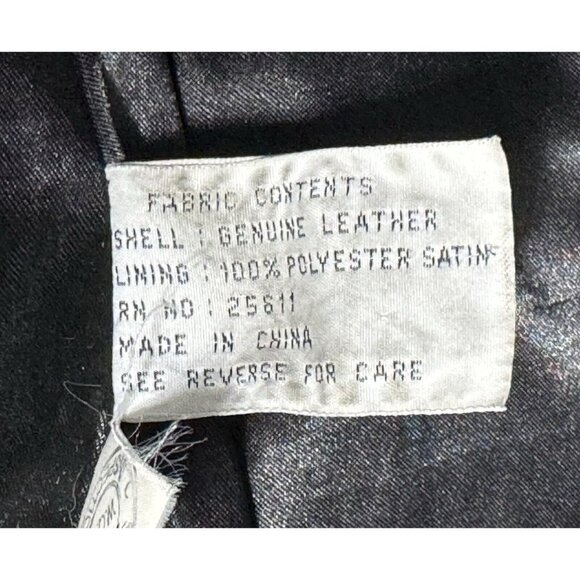 FABRIC CONTENTS
SHELL : GENUINE LEATHER
LINING : 100% POLYESTER SATIN
RN NO : 25611
MADE IN CHINA
SEE REVERSE FOR CARE